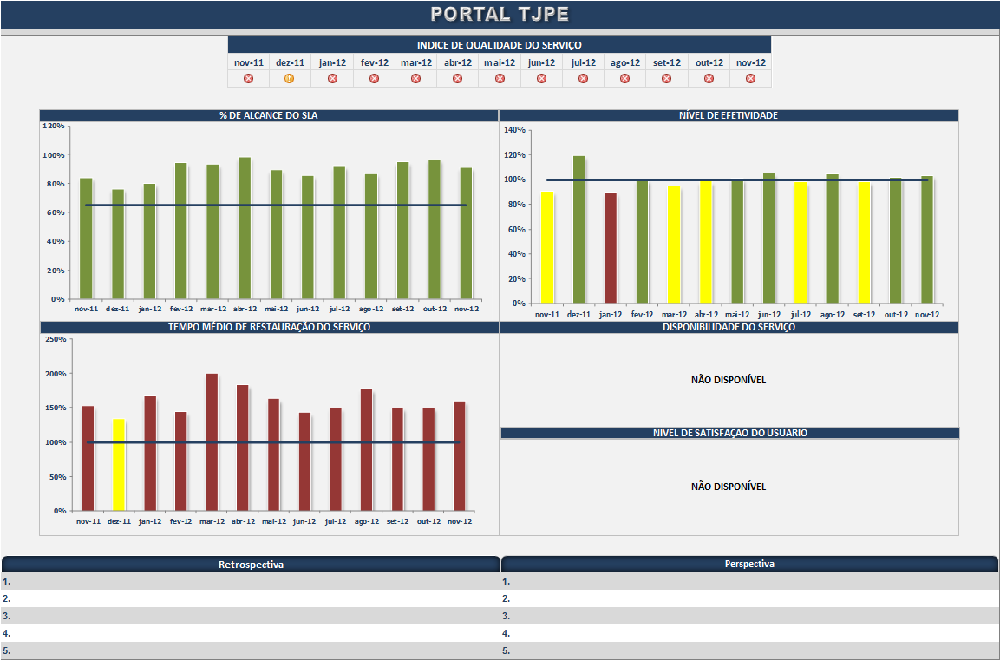 PORTAL TJPE
INDICE DE QUALIDADE DO SERVIÇO
nov-11 dez-11 jan-12 fev-12 mar-12 abr-12 mai-12 jun-12 jul-12 ago-12 set-12 out-12 nov-12
% DE ALCANCE DO SLA
120%
100%
80%
60%
40%
20%
0%
nov-11 dez-11 jan-12 fev-12 mar-12 abr-12 mai-12 jun-12 jul-12 ago-12 set-12 out-12 nov-12
NÍVEL DE EFETIVIDADE
140%
120%
100%
80%
60%
40%
20%
0%
nov-11 dez-11 jan-12 fev-12 mar-12 abr-12 mai-12 jun-12 jul-12 ago-12 set-12 out-12 nov-12
TEMPO MÉDIO DE RESTAURAÇÃO DO SERVIÇO
250%
200%
150%
100%
50%
0%
nov-11 dez-11 jan-12 fev-12 mar-12 abr-12 mai-12 jun-12 jul-12 ago-12 set-12 out-12 nov-12
DISPONIBILIDADE DO SERVIÇO
NÃO DISPONÍVEL
NÍVEL DE SATISFAÇÃO DO USUÁRIO
NÃO DISPONÍVEL
Retrospectiva
1.
2.
3.
4.
5.
Perspectiva
1.
2.
3.
4.
5.